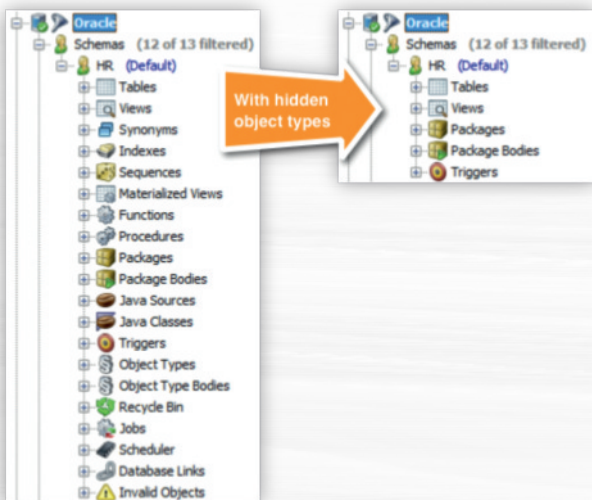 Oracle
Schemas (12 of 13 filtered)
HR (Default)
Tables
Views
Synonyms
Indexes
Sequences
Materialized Views
Functions
Procedures
Packages
Package Bodies
Java Sources
Java Classes
Triggers
Object Types
Object Type Bodies
Recycle Bin
Jobs
Scheduler
Database Links
Invalid Objects
With hidden
object types
Oracle
Schemas (12 of 13 filtered)
HR (Default)
Tables
Views
Packages
Package Bodies
Triggers